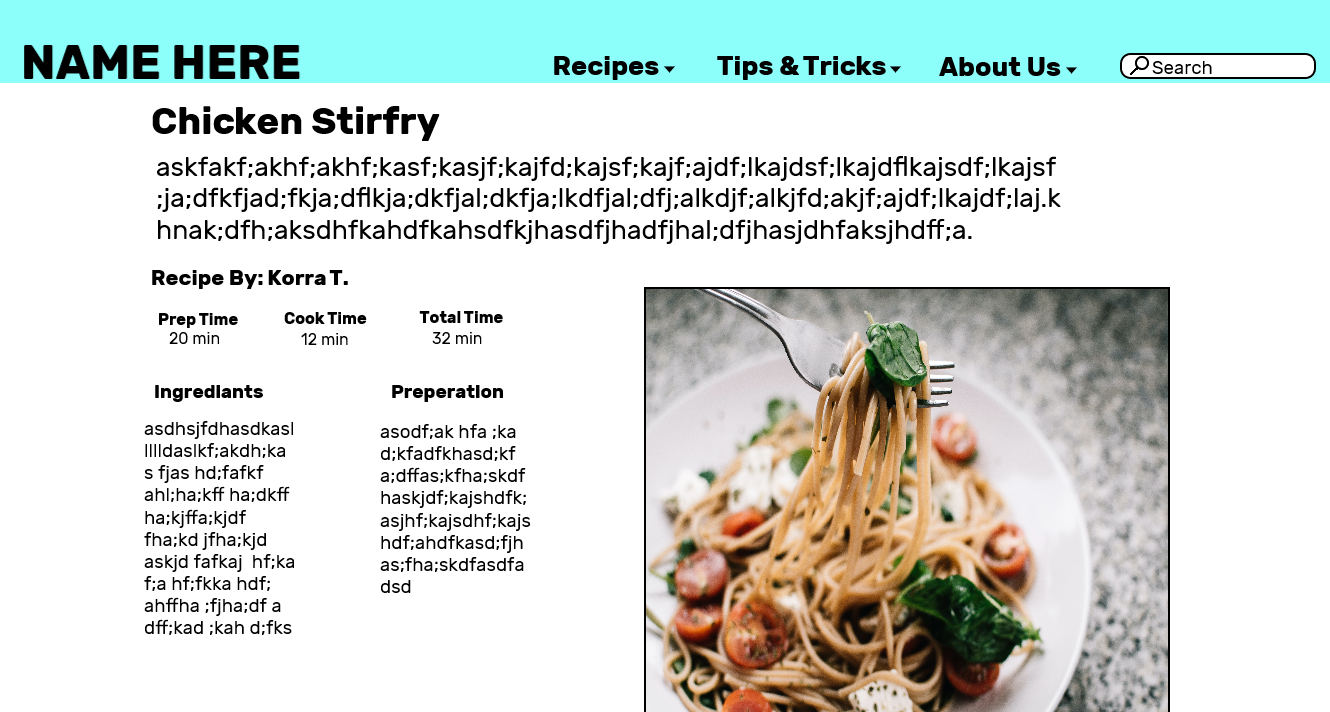 NAME HERE
Recipes
Tips & Tricks
About Us
Search
Chicken Stirfry
askfakf;akhf;akhf;kasf;kasjf;kajfd;kajsf;kajf;ajdf;lkajdsf;lkajdflkajsdf;lkajsf
;ja;dfkfjad;fkja;dflkja;dkfjal;dkfja;lkdfjal;dfj;alkdjf;alkjfd;akjf;ajdf;lkajdf;laj.k
hnak;dfh;aksdhfkahdfkahsdfkjhasdfjhadfjhal;dfjhasjdhfaksjhdff;a.
Recipe By: Korra T.
Prep Time
20 min
Cook Time
12 min
Total Time
32 min
Ingrediants
asdhsjfdhasdkasl
lllldaslkf;akdh;ka
s fjas hd;fafkf
ahl;ha;kff ha;dkff
ha;kjffa;kjdf
fha;kd jfha;kjd
askjd fafkaj  hf;ka
f;a hf;fkka hdf;
ahffha ;fjha;df a
dff;kad ;kah d;fks
Preperation
asodf;ak hfa ;ka
d;kfadfkhasd;kf
a;dffas;kfha;skdf
haskjdf;kajshdfk;
asjhf;kajsdhf;kajs
hdf;ahdfkasd;fjh
as;fha;skdfasdfa
dsd